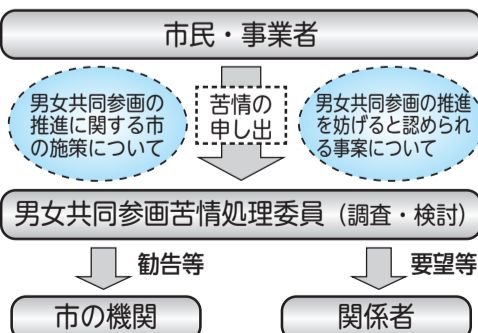 市民・事業者
男女共同参画の
推進に関する市
の施策について
苦情の
申し出
男女共同参画の推進
を妨げると認められ
る事案について
男女共同参画苦情処理委員（調査・検討）
勧告等
要望等
市の機関
関係者